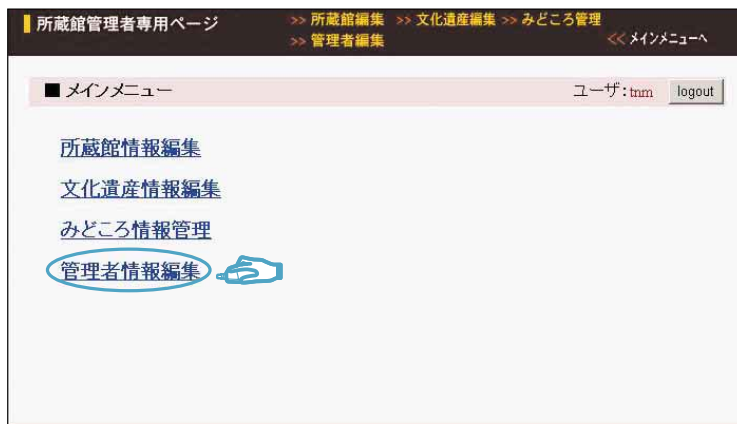 所蔵館管理者専用ページ
>> 所蔵館編集 >> 文化遺産編集 >> みどころ管理
>> 管理者編集
<< メインメニューへ
■ メインメニュー
ユーザ:tnm logout
所蔵館情報編集
文化遺産情報編集
みどころ情報管理
管理者情報編集